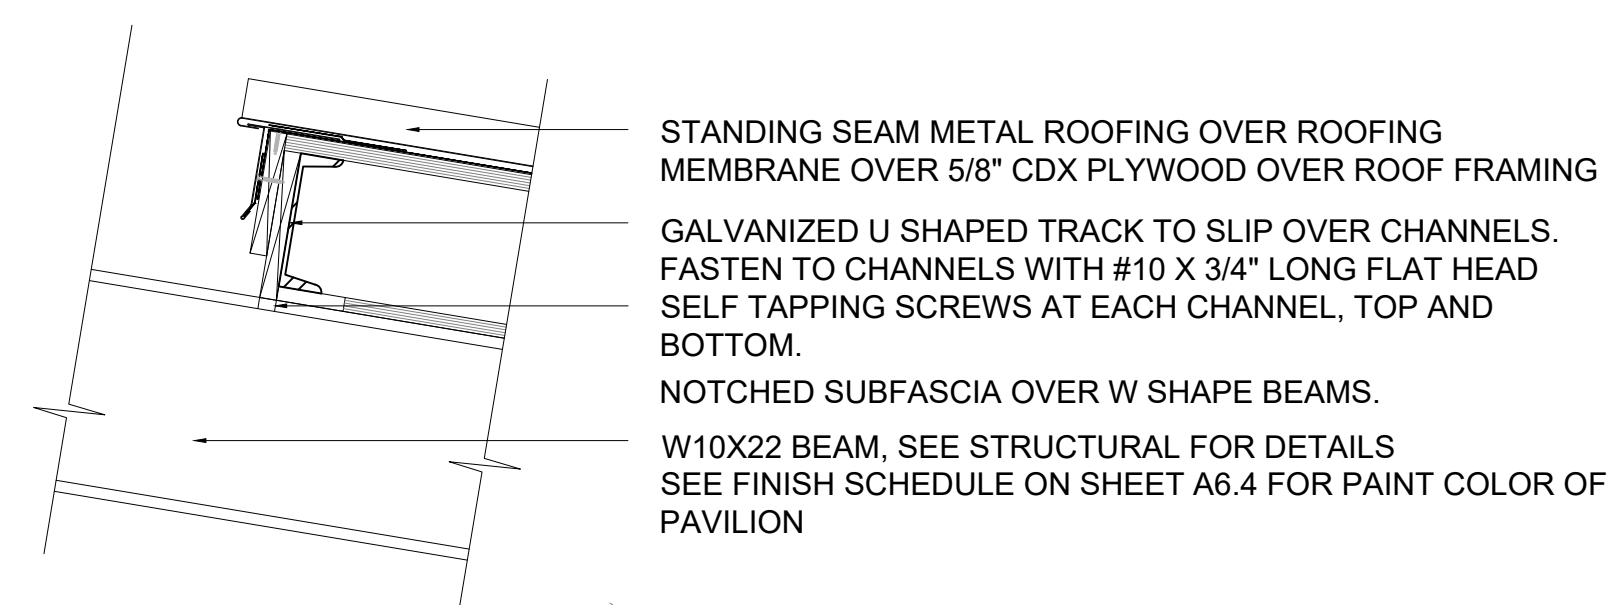 STANDING SEAM METAL ROOFING OVER ROOFING
MEMBRANE OVER 5/8" CDX PLYWOOD OVER ROOF FRAMING
GALVANIZED U SHAPED TRACK TO SLIP OVER CHANNELS.
FASTEN TO CHANNELS WITH #10 X 3/4" LONG FLAT HEAD
SELF TAPPING SCREWS AT EACH CHANNEL, TOP AND
BOTTOM.
NOTCHED SUBFASCIA OVER W SHAPE BEAMS.
W10X22 BEAM, SEE STRUCTURAL FOR DETAILS
SEE FINISH SCHEDULE ON SHEET A6.4 FOR PAINT COLOR OF
PAVILION